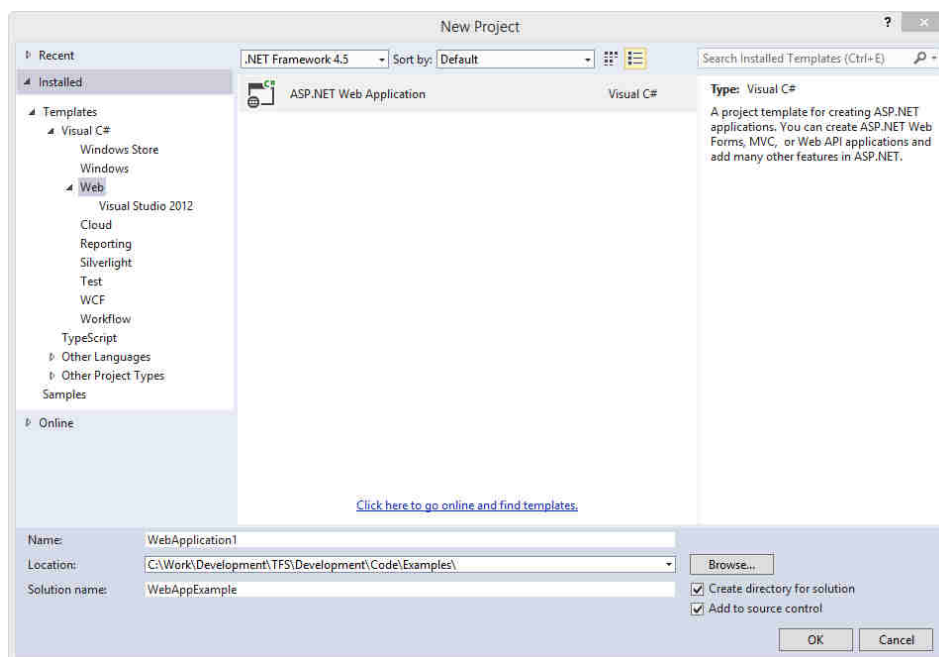 New Project
?
Recent
Installed
Templates
Visual C#
Windows Store
Windows
Web
Visual Studio 2012
Cloud
Reporting
Silverlight
Test
WCF
Workflow
TypeScript
Other Languages
Other Project Types
Samples
Online
.NET Framework 4.5 Sort by: Default
C# ASP.NET Web Application Visual C#
Click here to go online and find templates.
Search Installed Templates (Ctrl+E)
Type: Visual C#
A project template for creating ASP.NET
applications. You can create ASP.NET Web
Forms, MVC, or Web API applications and
add many other features in ASP.NET.
Name: WebApplication1
Location: C:\Work\Development\TFS\Development\Code\Examples\ Browse...
Solution name: WebAppExample Create directory for solution
Add to source control
OK Cancel